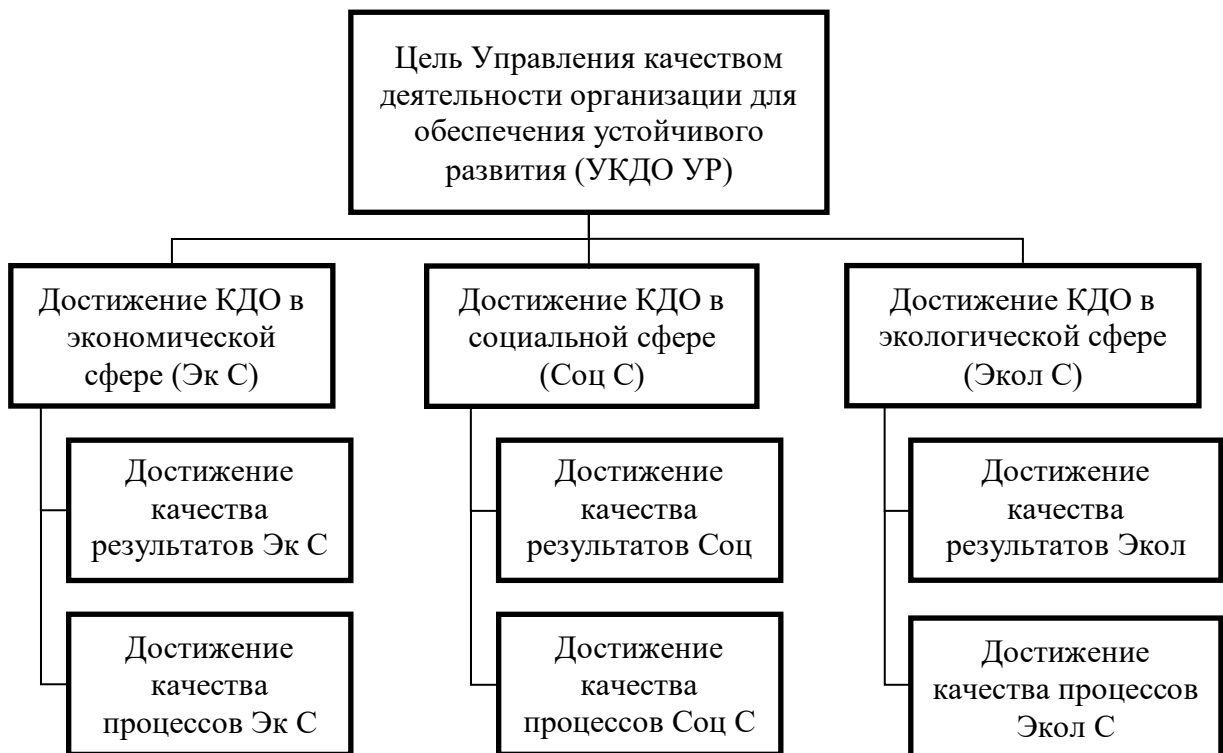 Цель Управления качеством
деятельности организации для
обеспечения устойчивого
развития (УКДО УР)
Достижение КДО в
экономической
сфере (Эк С)
Достижение КДО в
социальной сфере
(Соц С)
Достижение КДО в
экологической сфере
(Экол С)
Достижение
качества
результатов Эк С
Достижение
качества
результатов Соц
Достижение
качества
результатов Экол
Достижение
качества
процессов Эк С
Достижение
качества
процессов Соц С
Достижение
качества процессов
Экол С